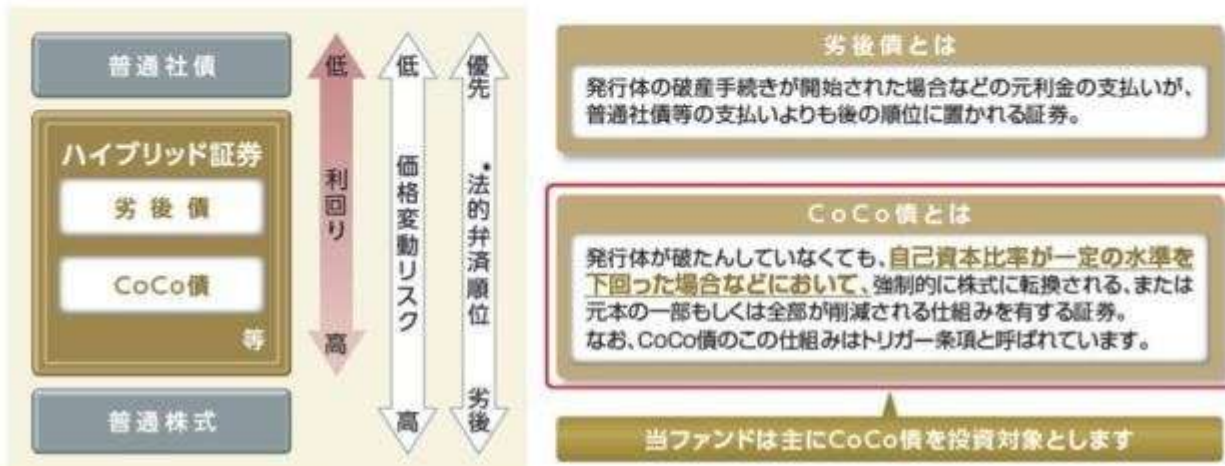 普通社債
ハイブリッド証券
劣後債
CoCo債
等
普通株式
低
利回り
高
低
価格変動リスク
高
優先
*法的弁済順位
劣後
劣後債とは
発行体の破産手続きが開始された場合などの元利金の支払いが、
普通社債等の支払いよりも後の順位に置かれる証券。
CoCo債とは
発行体が破たんしていなくても、自己資本比率が一定の水準を
下回った場合などにおいて、強制的に株式に転換される、または
元本の一部もしくは全部が削減される仕組みを有する証券。
なお、CoCo債のこの仕組みはトリガー条項と呼ばれています。
当ファンドは主にCoCo債を投資対象とします